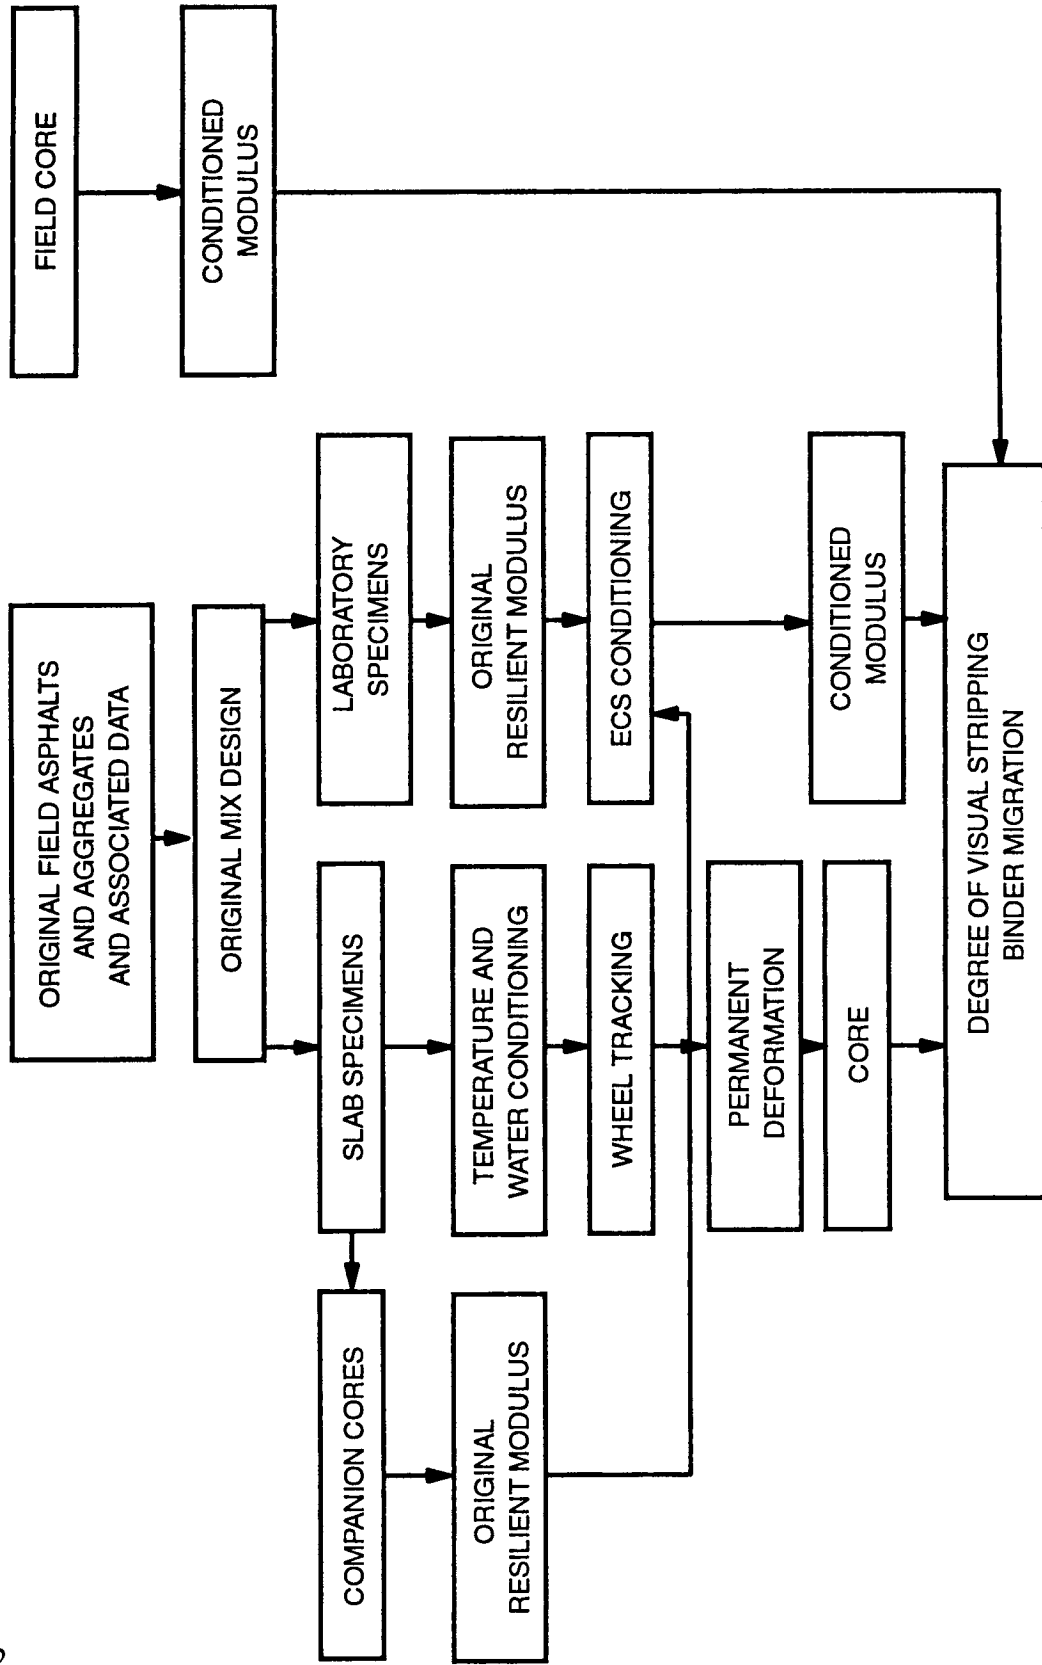 ORIGINAL FIELD ASPHALTS
AND AGGREGATES
AND ASSOCIATED DATA
FIELD CORE
ORIGINAL MIX DESIGN
CONDITIONED
MODULUS
COMPANION CORES
SLAB SPECIMENS
LABORATORY
SPECIMENS
ORIGINAL
RESILIENT MODULUS
TEMPERATURE AND
WATER CONDITIONING
ORIGINAL
RESILIENT MODULUS
WHEEL TRACKING
ECS CONDITIONING
PERMANENT
DEFORMATION
CORE
CONDITIONED
MODULUS
DEGREE OF VISUAL STRIPPING
BINDER MIGRATION